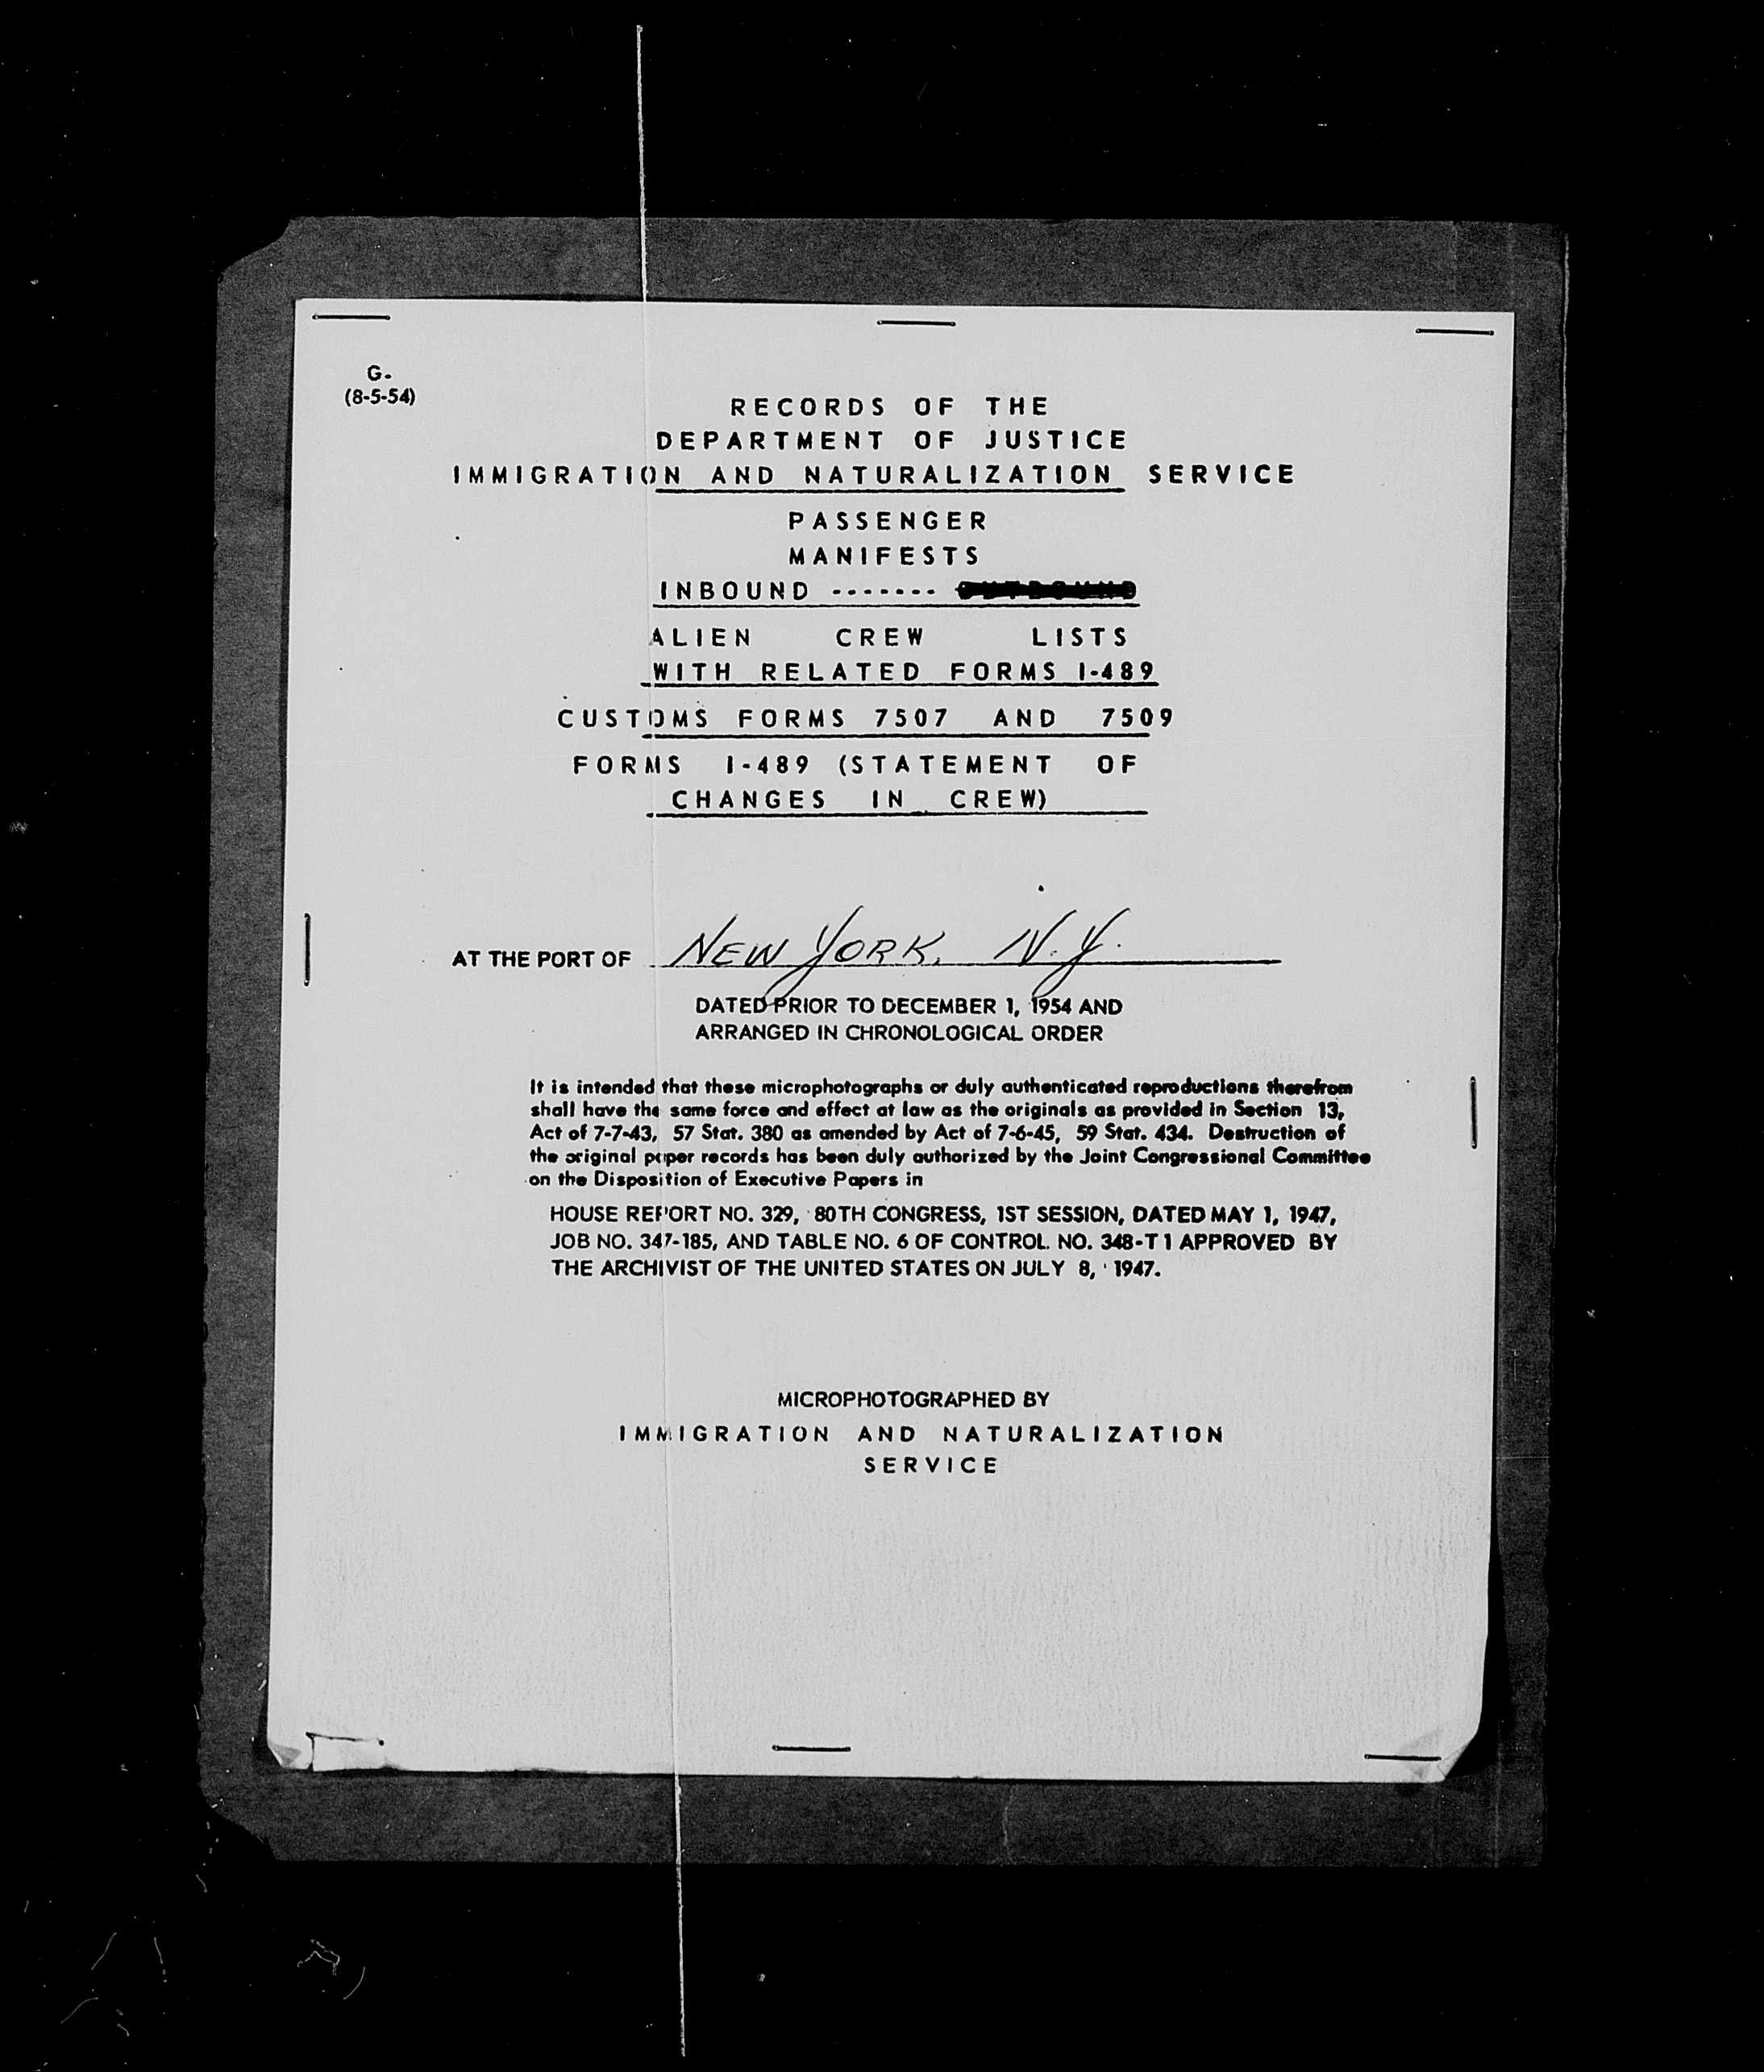 G.
(8-5-54)
RECORDS OF THE
DEPARTMENT OF JUSTICE
IMMIGRATION AND NATURALIZATION SERVICE
PASSENGER
MANIFESTS
INBOUND ------- OUTBOUND
ALIEN CREW LISTS
WITH RELATED FORMS I-489
CUSTOMS FORMS 7507 AND 7509
FORMS I-489 (STATEMENT OF
CHANGES IN CREW)
AT THE PORT OF NEW YORK, N.Y.
DATED PRIOR TO DECEMBER 1, 1954 AND
ARRANGED IN CHRONOLOGICAL ORDER
It is intended that these microphotographs or duly authenticated reproductions therefrom
shall have the same force and effect at law as the originals as provided in Section 13,
Act of 7-7-43, 57 Stat. 380 as amended by Act of 7-6-45, 59 Stat. 434. Destruction of
the original paper records has been duly authorized by the Joint Congressional Committee
on the Disposition of Executive Papers in
HOUSE REPORT NO. 329, 80TH CONGRESS, 1ST SESSION, DATED MAY 1, 1947,
JOB NO. 347-185, AND TABLE NO. 6 OF CONTROL NO. 348-T1 APPROVED BY
THE ARCHIVIST OF THE UNITED STATES ON JULY 8, 1947.
MICROPHOTOGRAPHED BY
IMMIGRATION AND NATURALIZATION
SERVICE